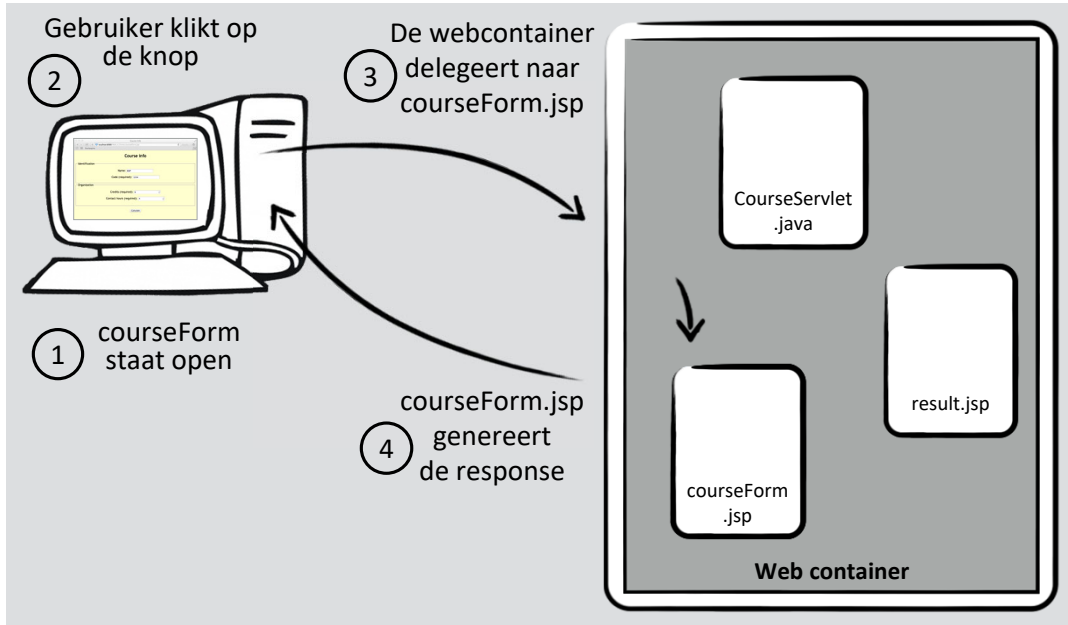 Gebruiker klikt op
de knop
2
De webcontainer
3
delegeert naar
courseForm.jsp
Course Info
CourseServlet
.java
1
courseForm
staat open
result.jsp
courseForm.jsp
4
genereert
de response
courseForm
.jsp
Web container